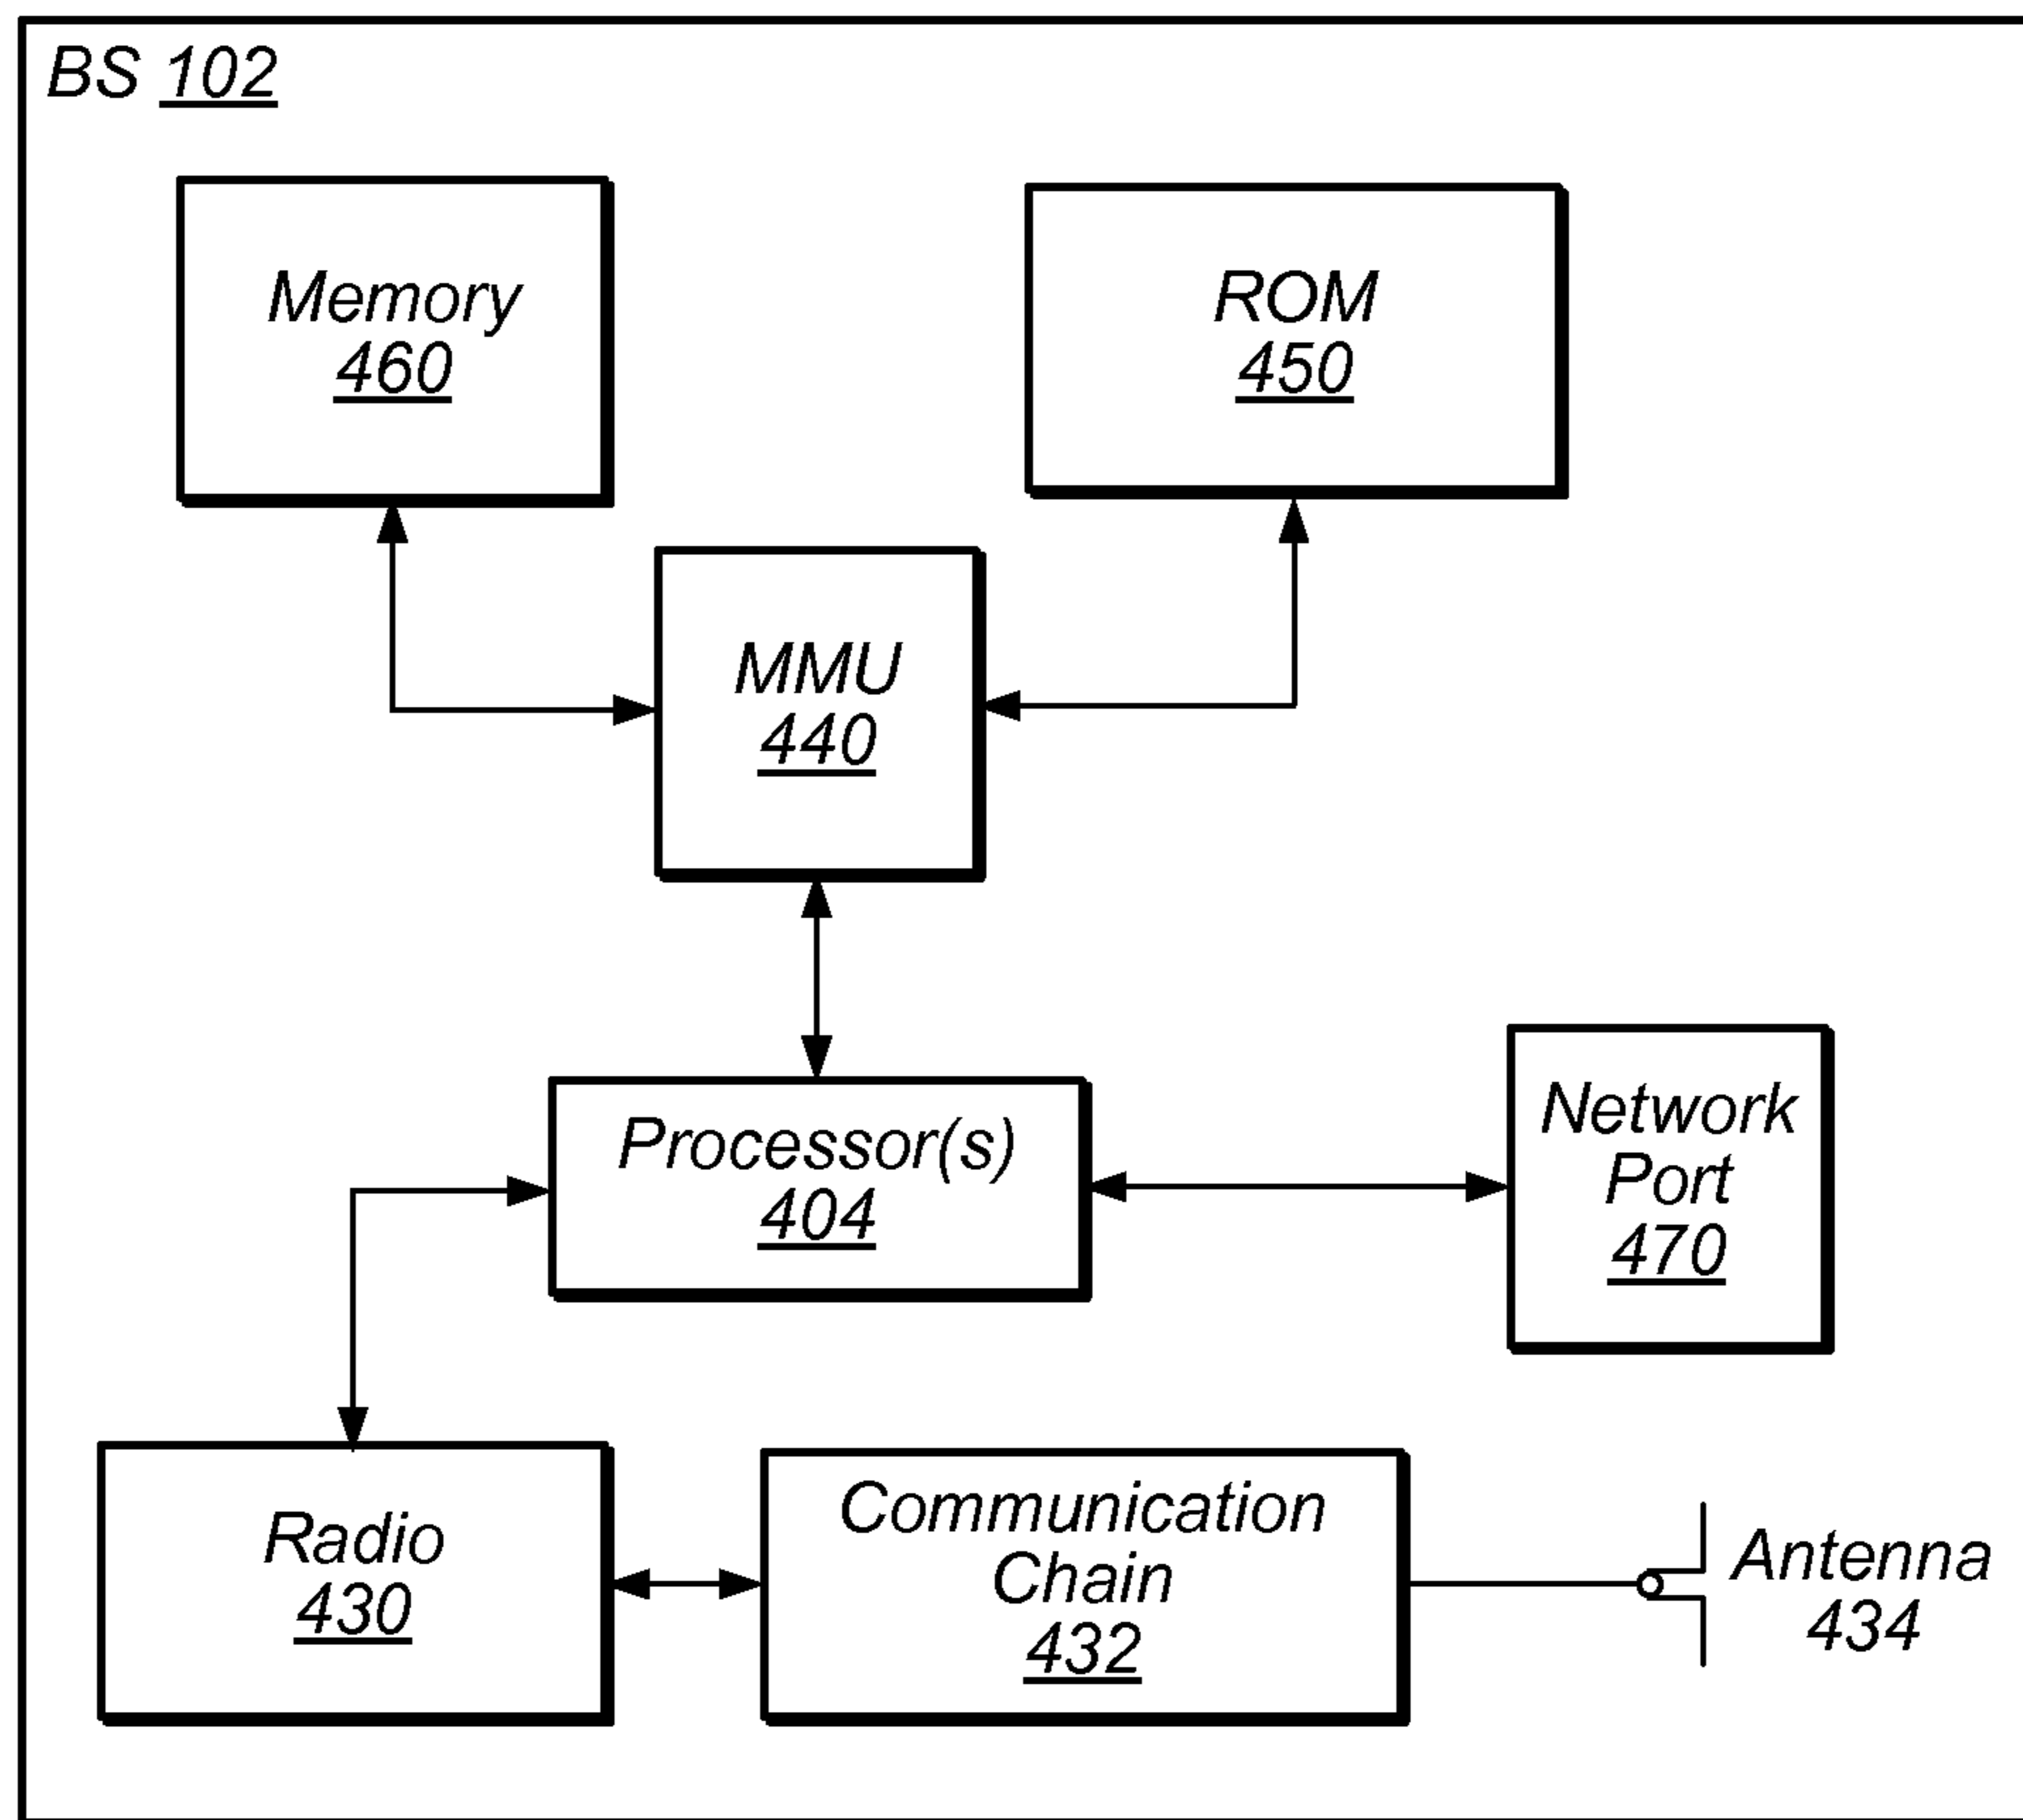 BS 102
Memory
460
ROM
450
MMU
440
Processor(s)
404
Network
Port
470
Radio
430
Communication
Chain
432
Antenna
434